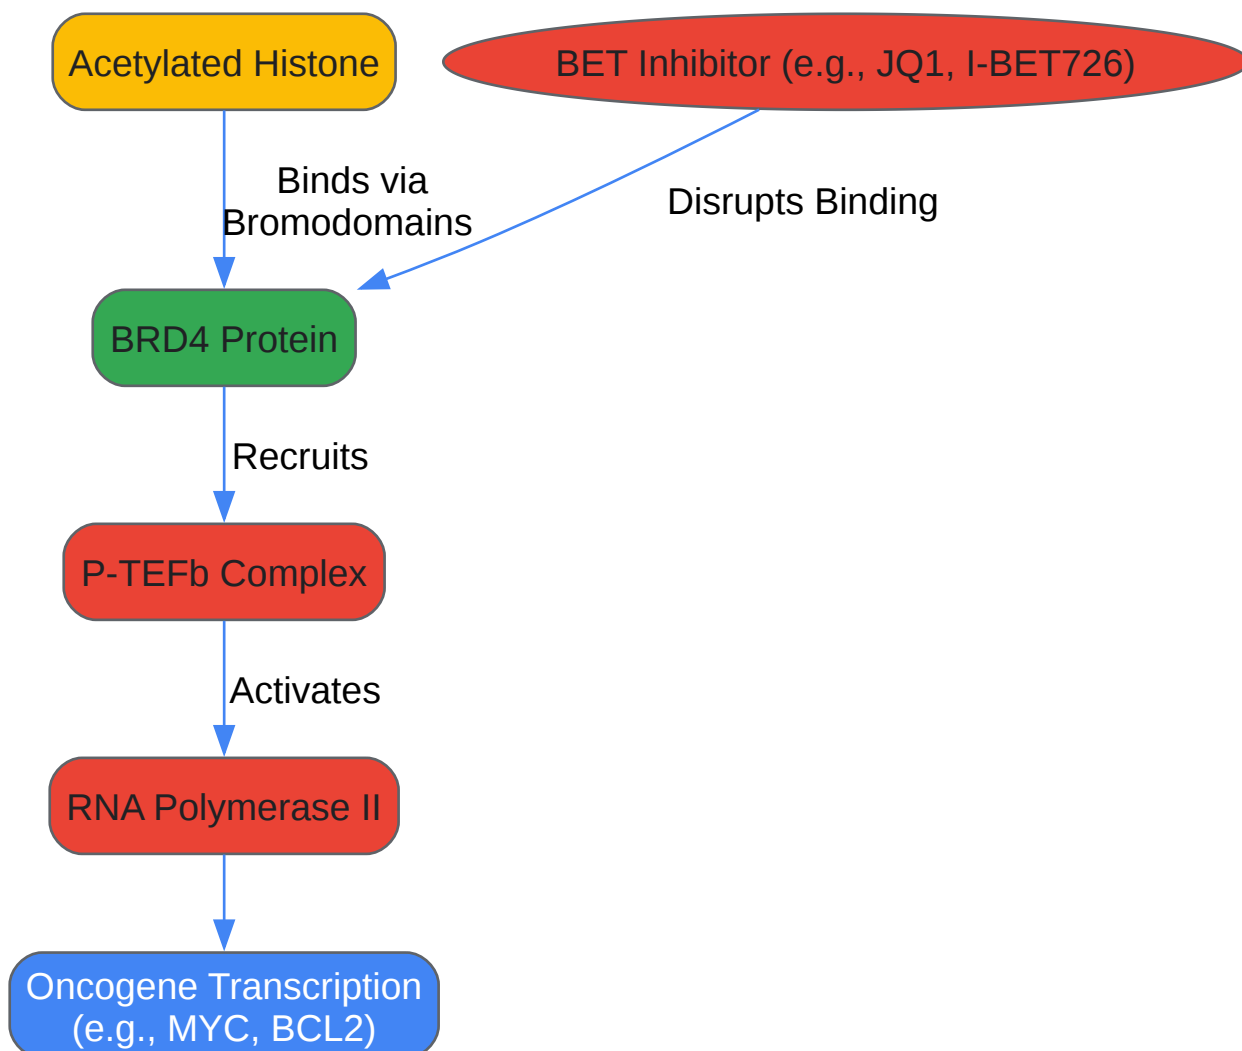 Acetylated Histone
BET Inhibitor (e.g., JQ1, I-BET726)
Binds via
Bromodomains
Disrupts Binding
BRD4 Protein
Recruits
P-TEFb Complex
Activates
RNA Polymerase II
Oncogene Transcription
(e.g., MYC, BCL2)